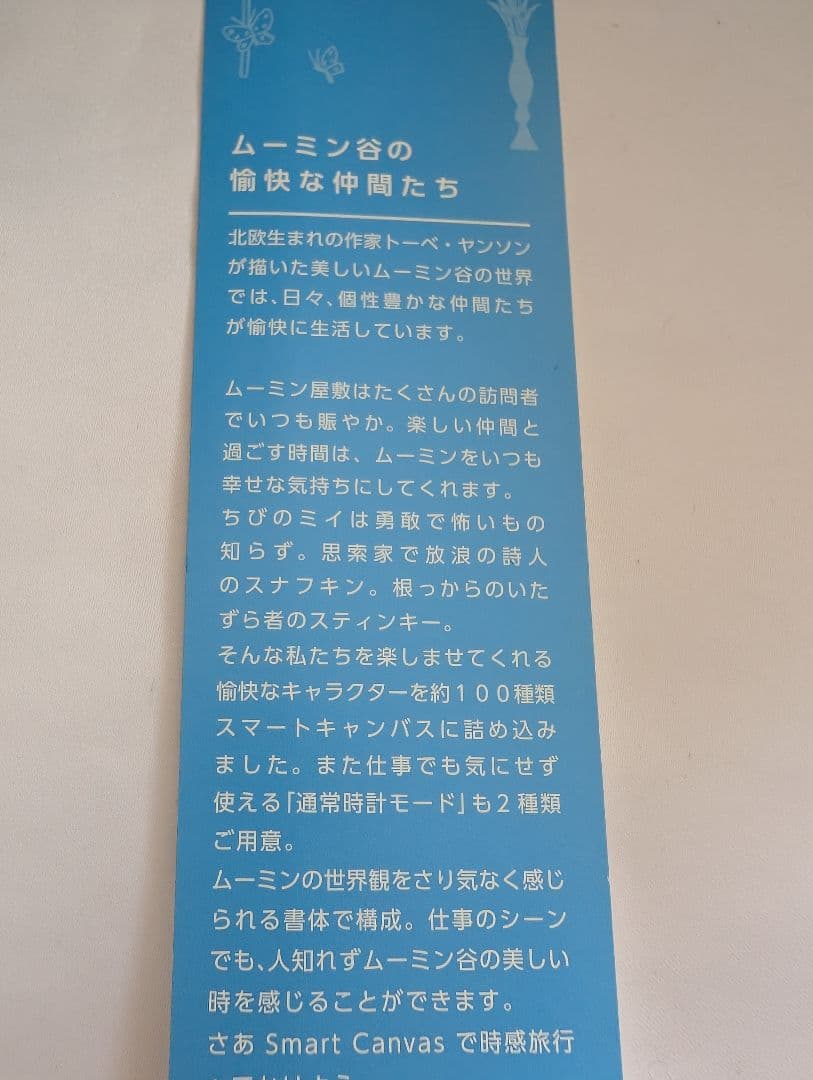 ムーミン谷の
愉快な仲間たち
北欧生まれの作家トーベ・ヤンソン
が描いた美しいムーミン谷の世界
では、日々、個性豊かな仲間たち
が愉快に生活しています。
ムーミン屋敷はたくさんの訪問者
でいつも賑やか。楽しい仲間と
過ごす時間は、ムーミンをいつも
幸せな気持ちにしてくれます。
ちびのミイは勇敢で怖いもの
知らず。思索家で放浪の詩人
のスナフキン。根っからのいた
ずら者のスティンキー。
そんな私たちを楽しませてくれる
愉快なキャラクターを約１００種類
スマートキャンバスに詰め込み
ました。また仕事でも気にせず
使える「通常時計モード」も２種類
ご用意。
ムーミンの世界観をさり気なく感じ
られる書体で構成。仕事のシーン
でも、人知れずムーミン谷の美しい
時を感じることができます。
さあ Smart Canvas で時感旅行